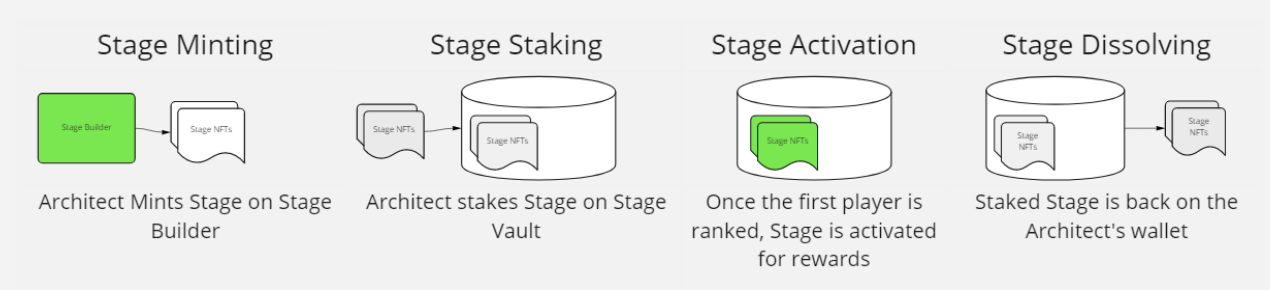 Stage Minting
Stage Builder
Stage NFTs
Architect Mints Stage on Stage
Builder
Stage Staking
Stage NFTs
Stage NFTs
Architect stakes Stage on Stage
Vault
Stage Activation
Stage NFTs
Once the first player is
ranked, Stage is activated
for rewards
Stage Dissolving
Stage
NFTs
Stage
NFTs
Staked Stage is back on the
Architect's wallet